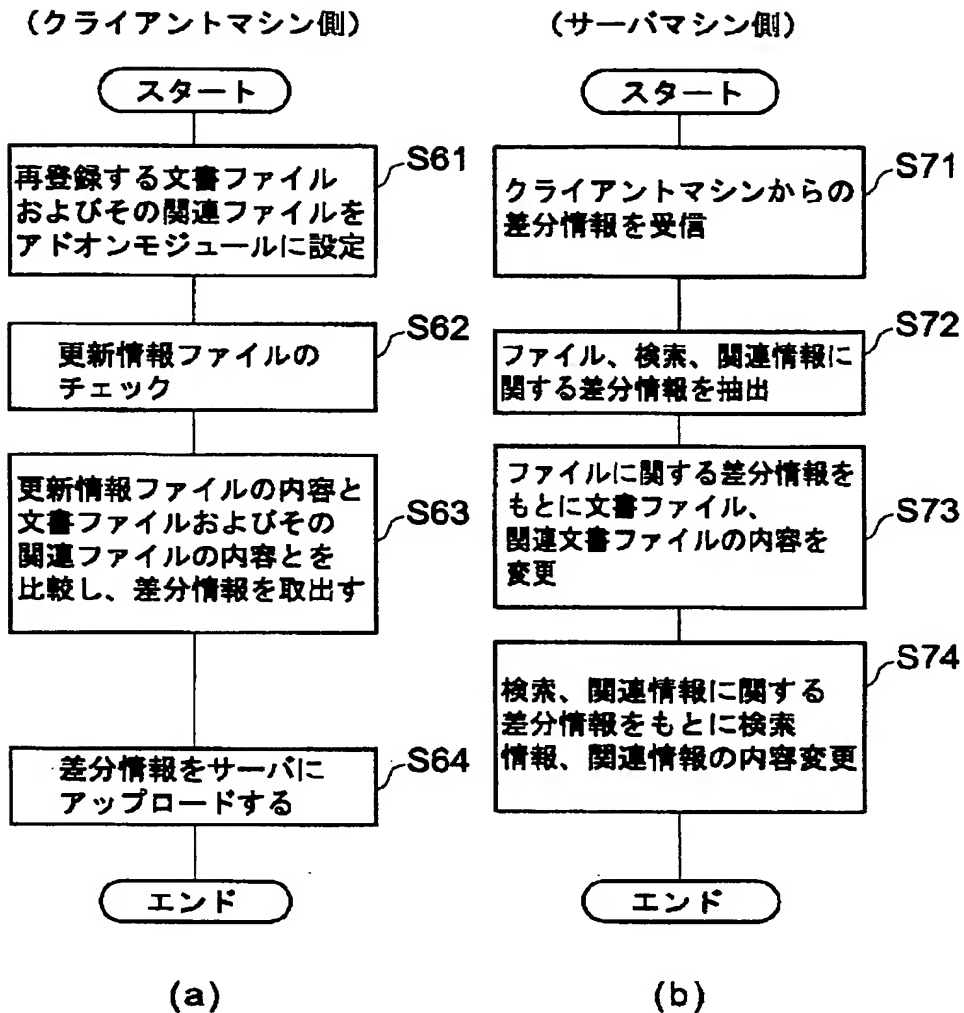 (クライアントマシン側)
スタート
S61
再登録する文書ファイル
およびその関連ファイルを
アドオンモジュールに設定
S62
更新情報ファイルの
チェック
S63
更新情報ファイルの内容と
文書ファイルおよびその
関連ファイルの内容とを
比較し、差分情報を取出す
S64
差分情報をサーバに
アップロードする
エンド
(a)
(サーバマシン側)
スタート
S71
クライアントマシンからの
差分情報を受信
S72
ファイル、検索、関連情報に
関する差分情報を抽出
S73
ファイルに関する差分情報を
もとに文書ファイル、
関連文書ファイルの内容を
変更
S74
検索、関連情報に関する
差分情報をもとに検索
情報、関連情報の内容変更
エンド
(b)